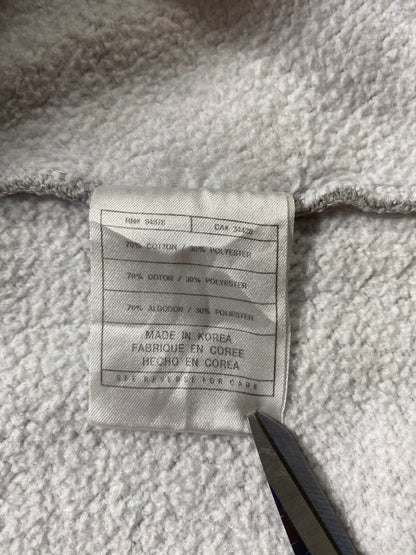 RN# 94878 CA# 34428
70% COTTON / 30% POLYESTER
70% COTON / 30% POLYESTER
70% ALGODON / 30% POLIESTER
MADE IN KOREA
FABRIQUE EN COREE
HECHO EN COREA
SEE REVERSE FOR CARE